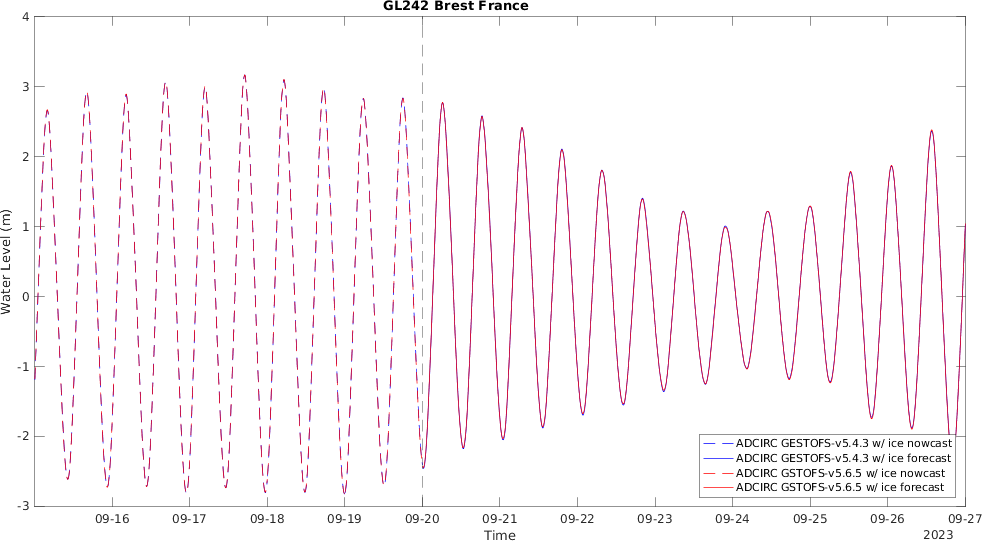 GL242 Brest France
4
3
2
1
0
-1
-2
-3
Water Level (m)
ADCIRC GESTOFS-v5.4.3 w/ ice nowcast
ADCIRC GESTOFS-v5.4.3 w/ ice forecast
ADCIRC GSTOFS-v5.6.5 w/ ice nowcast
ADCIRC GSTOFS-v5.6.5 w/ ice forecast
09-16 09-17 09-18 09-19 09-20 09-21 09-22 09-23 09-24 09-25 09-26 09-27
Time
2023